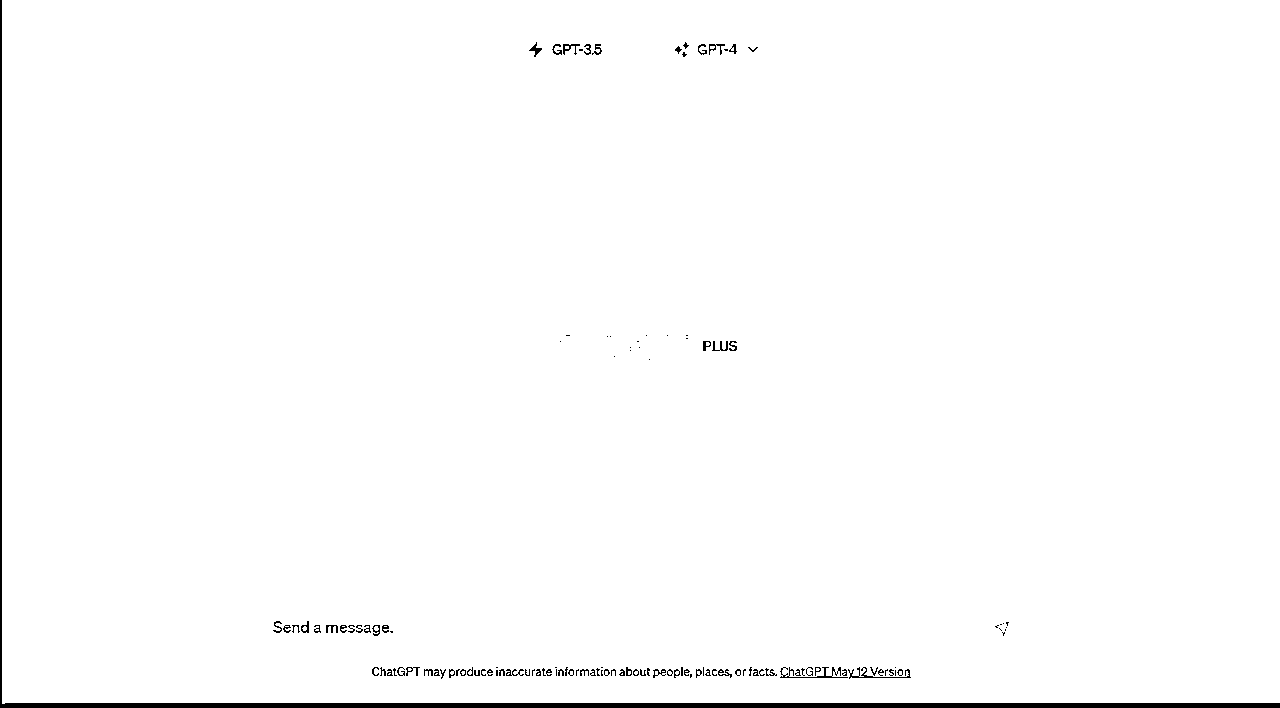 GPT-3.5 GPT-4
PLUS
Send a message.
ChatGPT may produce inaccurate information about people, places, or facts. ChatGPT May 12 Version